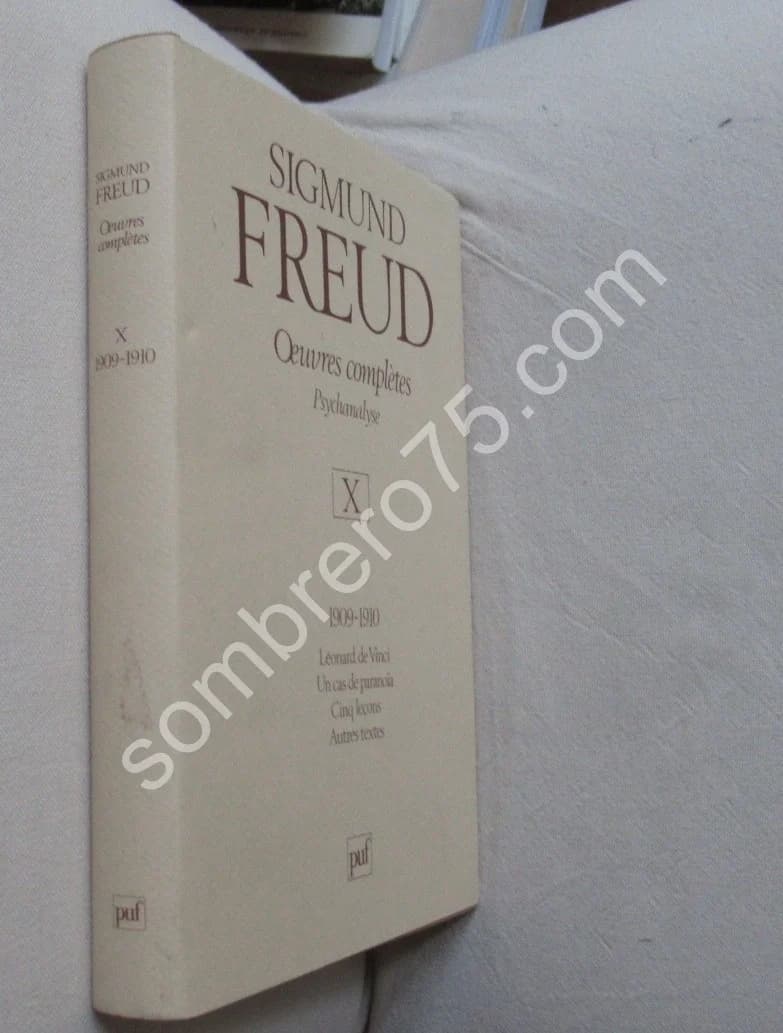 SIGMUND
FREUD
Œuvres
complètes
X
1909-1910
puf
SIGMUND
FREUD
Œuvres complètes
Psychanalyse
X
1909-1910
Léonard de Vinci
Un cas de paranoïa
Cinq leçons
Autres textes
puf
sombrero75.com